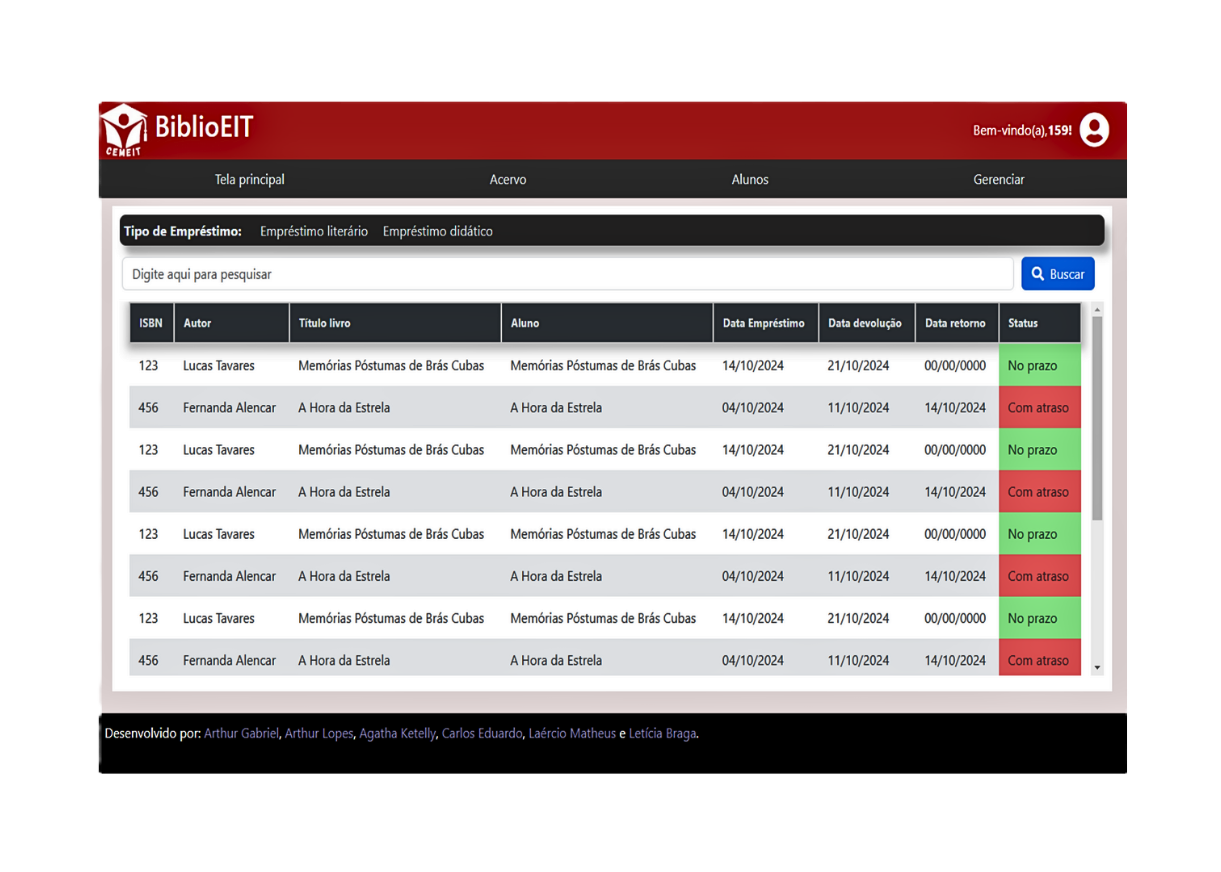 BiblioEIT
CEMEIT
Bem-vindo(a),159!
Tela principal Acervo Alunos Gerenciar
Tipo de Empréstimo: Empréstimo literário Empréstimo didático
Digite aqui para pesquisar Buscar
ISBN Autor Título livro Aluno Data Empréstimo Data devolução Data retorno Status
123 Lucas Tavares Memórias Póstumas de Brás Cubas Memórias Póstumas de Brás Cubas 14/10/2024 21/10/2024 00/00/0000 No prazo
456 Fernanda Alencar A Hora da Estrela A Hora da Estrela 04/10/2024 11/10/2024 14/10/2024 Com atraso
123 Lucas Tavares Memórias Póstumas de Brás Cubas Memórias Póstumas de Brás Cubas 14/10/2024 21/10/2024 00/00/0000 No prazo
456 Fernanda Alencar A Hora da Estrela A Hora da Estrela 04/10/2024 11/10/2024 14/10/2024 Com atraso
123 Lucas Tavares Memórias Póstumas de Brás Cubas Memórias Póstumas de Brás Cubas 14/10/2024 21/10/2024 00/00/0000 No prazo
456 Fernanda Alencar A Hora da Estrela A Hora da Estrela 04/10/2024 11/10/2024 14/10/2024 Com atraso
123 Lucas Tavares Memórias Póstumas de Brás Cubas Memórias Póstumas de Brás Cubas 14/10/2024 21/10/2024 00/00/0000 No prazo
456 Fernanda Alencar A Hora da Estrela A Hora da Estrela 04/10/2024 11/10/2024 14/10/2024 Com atraso
Desenvolvido por: Arthur Gabriel, Arthur Lopes, Agatha Ketelly, Carlos Eduardo, Laércio Matheus e Letícia Braga.